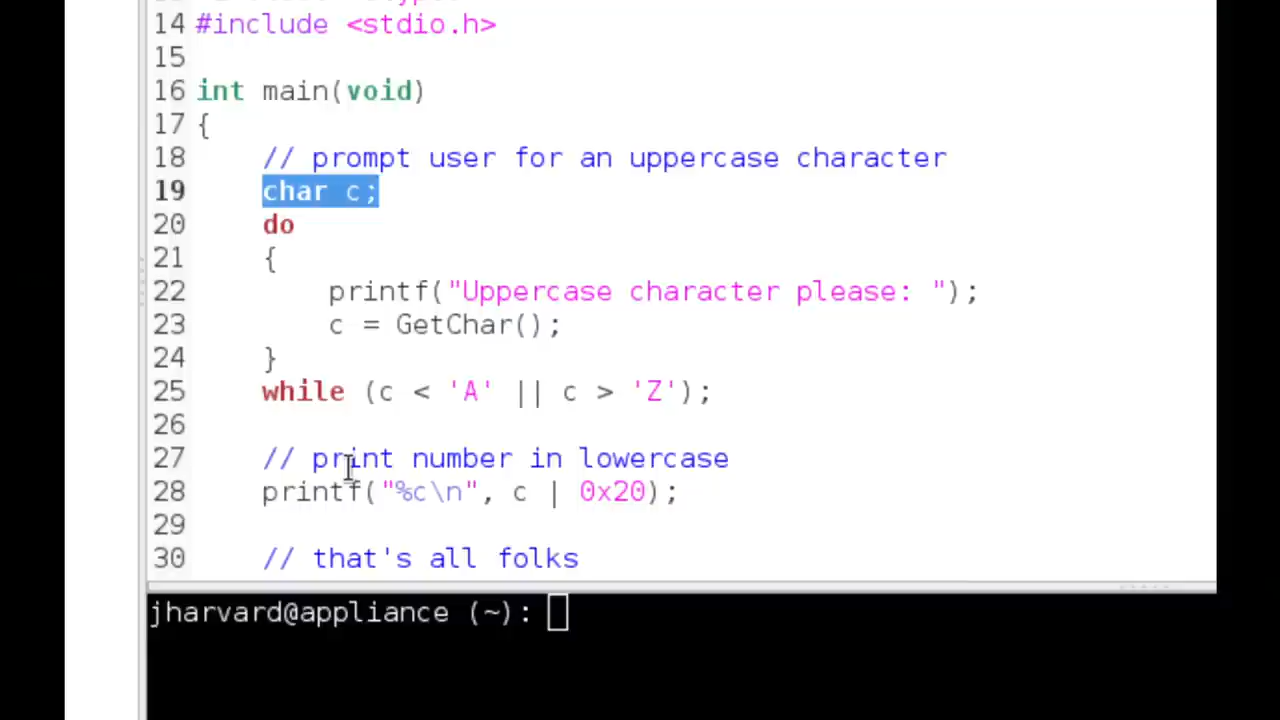 14 #include <stdio.h>
15
16 int main(void)
17 {
18 // prompt user for an uppercase character
19 char c;
20 do
21 {
22 printf("Uppercase character please: ");
23 c = GetChar();
24 }
25 while (c < 'A' || c > 'Z');
26
27 // print number in lowercase
28 printf("%c\n", c | 0x20);
29
30 // that's all folks
jharvard@appliance (~):